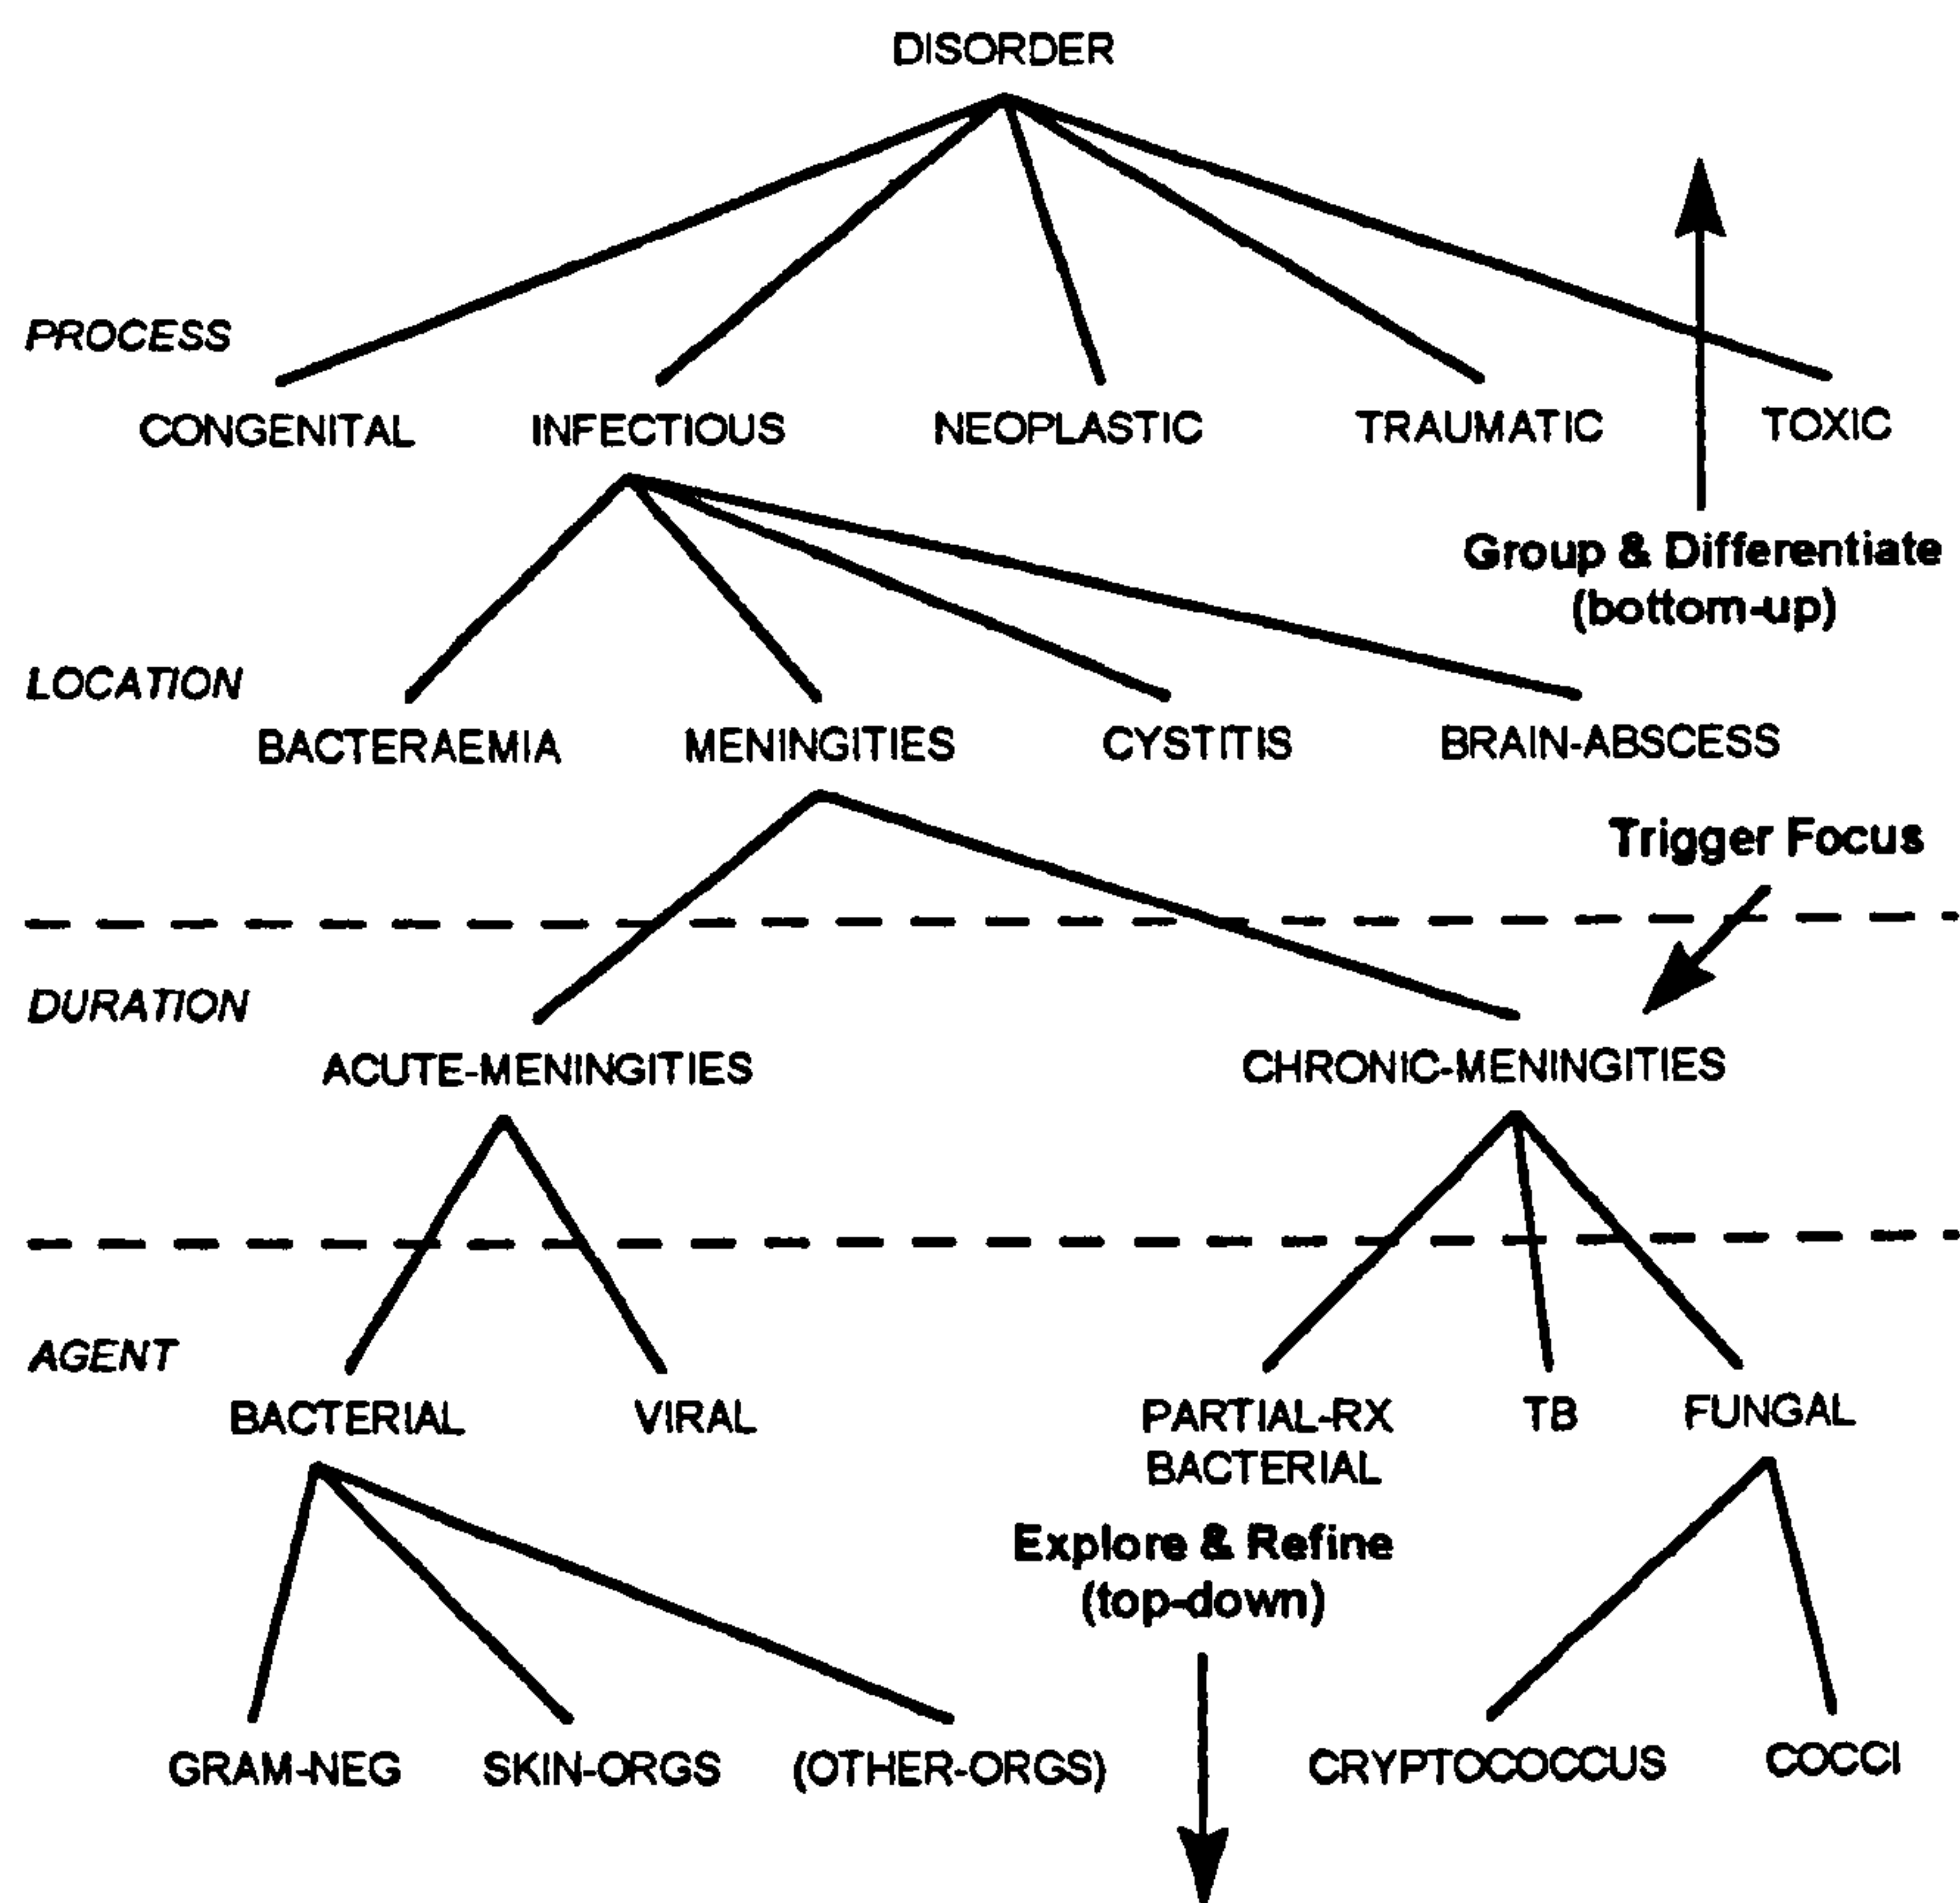 DISORDER
PROCESS
CONGENITAL INFECTIOUS NEOPLASTIC TRAUMATIC TOXIC
Group & Differentiate
(bottom-up)
LOCATION
BACTERAEMIA MENINGITIES CYSTITIS BRAIN-ABSCESS
Trigger Focus
DURATION
ACUTE-MENINGITIES CHRONIC-MENINGITIES
AGENT
BACTERIAL VIRAL PARTIAL-RX TB FUNGAL
BACTERIAL
Explore & Refine
(top-down)
GRAM-NEG SKIN-ORGS (OTHER-ORGS) CRYPTOCOCCUS COCCI